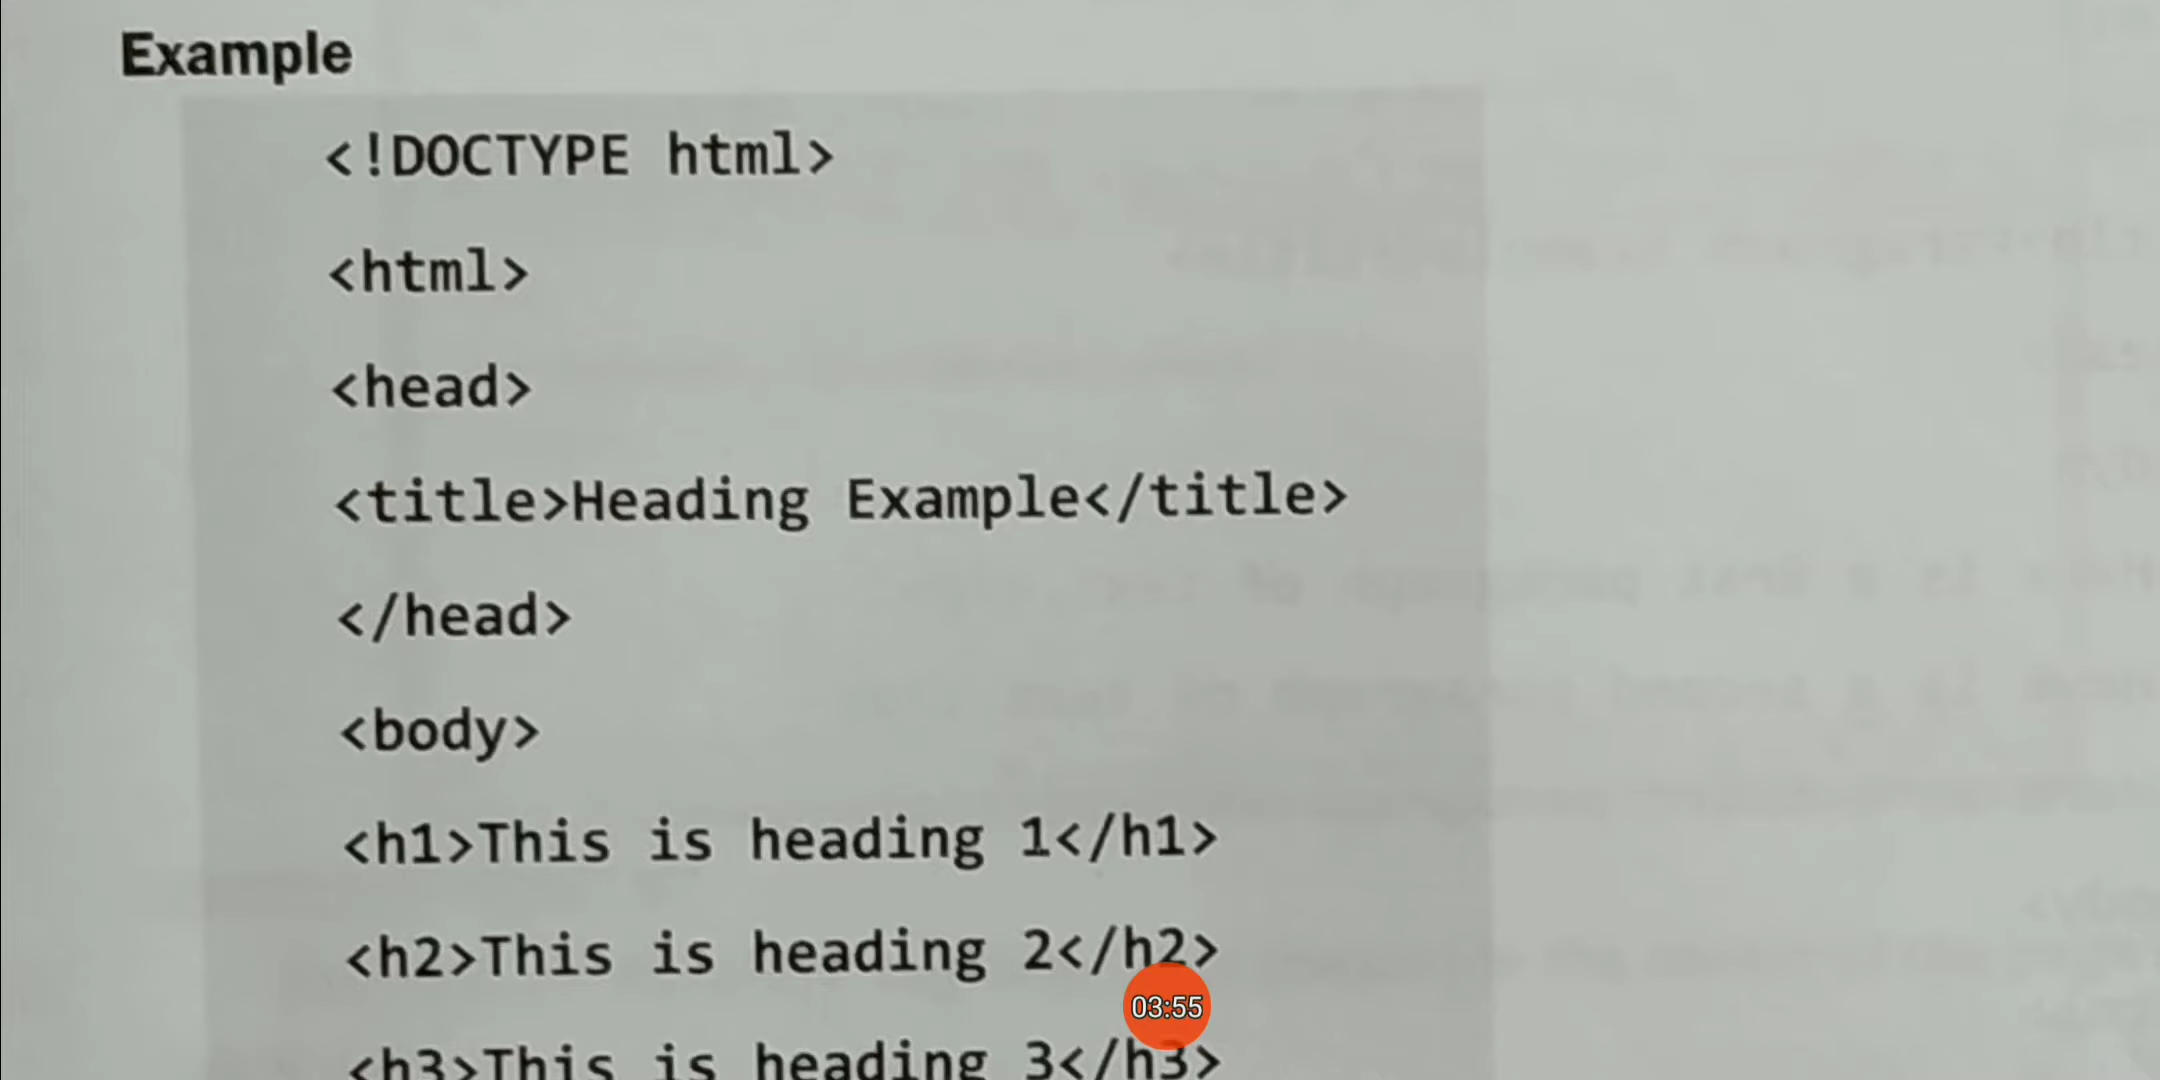 Example
<!DOCTYPE html>
<html>
<head>
<title>Heading Example</title>
</head>
<body>
<h1>This is heading 1</h1>
<h2>This is heading 2</h2>
03:55
<h3>This is heading 3</h3>